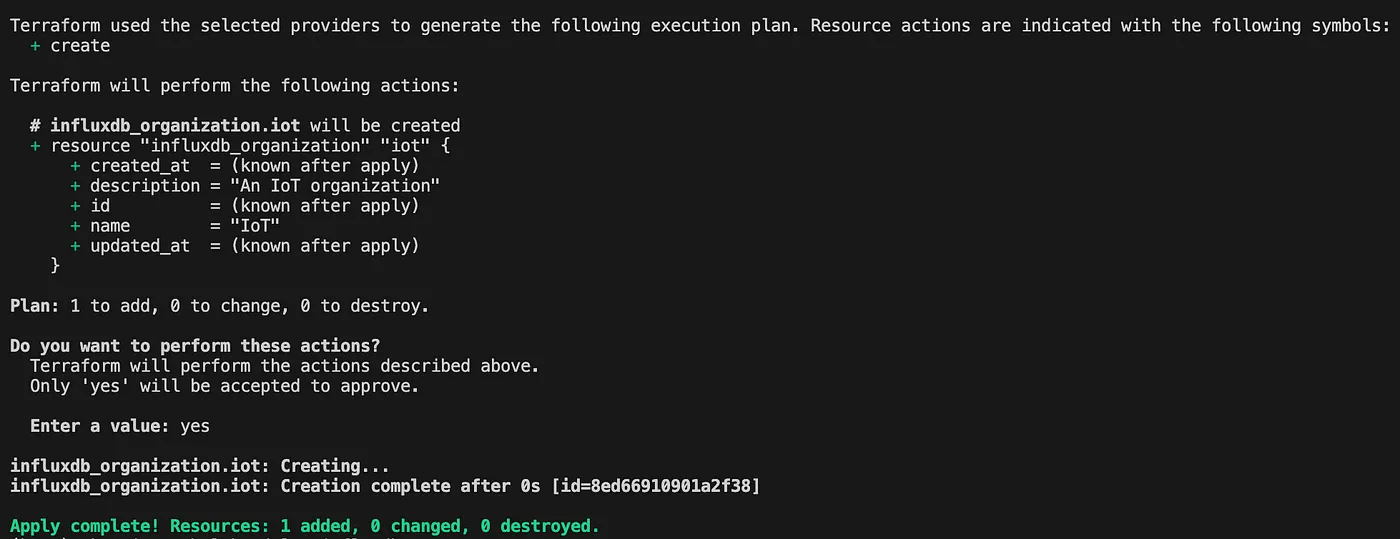 Terraform used the selected providers to generate the following execution plan. Resource actions are indicated with the following symbols:
  + create

Terraform will perform the following actions:

  # influxdb_organization.iot will be created
  + resource "influxdb_organization" "iot" {
      + created_at  = (known after apply)
      + description = "An IoT organization"
      + id          = (known after apply)
      + name        = "IoT"
      + updated_at  = (known after apply)
    }

Plan: 1 to add, 0 to change, 0 to destroy.

Do you want to perform these actions?
  Terraform will perform the actions described above.
  Only 'yes' will be accepted to approve.

  Enter a value: yes

influxdb_organization.iot: Creating...
influxdb_organization.iot: Creation complete after 0s [id=8ed66910901a2f38]

Apply complete! Resources: 1 added, 0 changed, 0 destroyed.